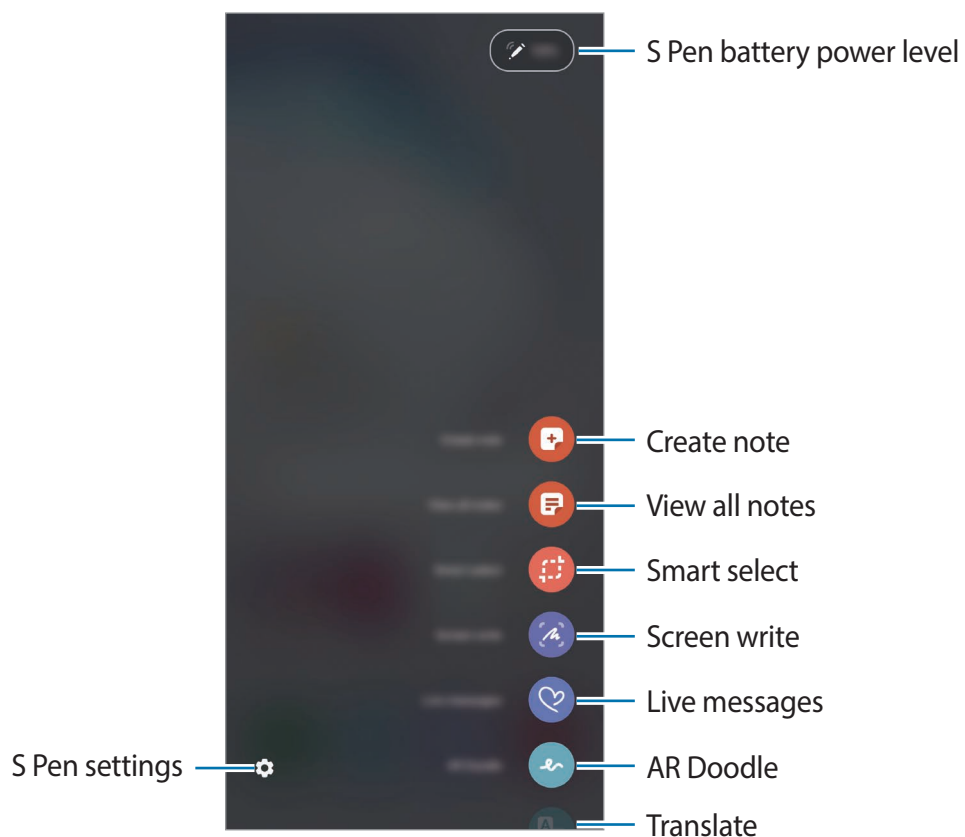 S Pen battery power level
Create note
View all notes
Smart select
Screen write
Live messages
S Pen settings
AR Doodle
Translate